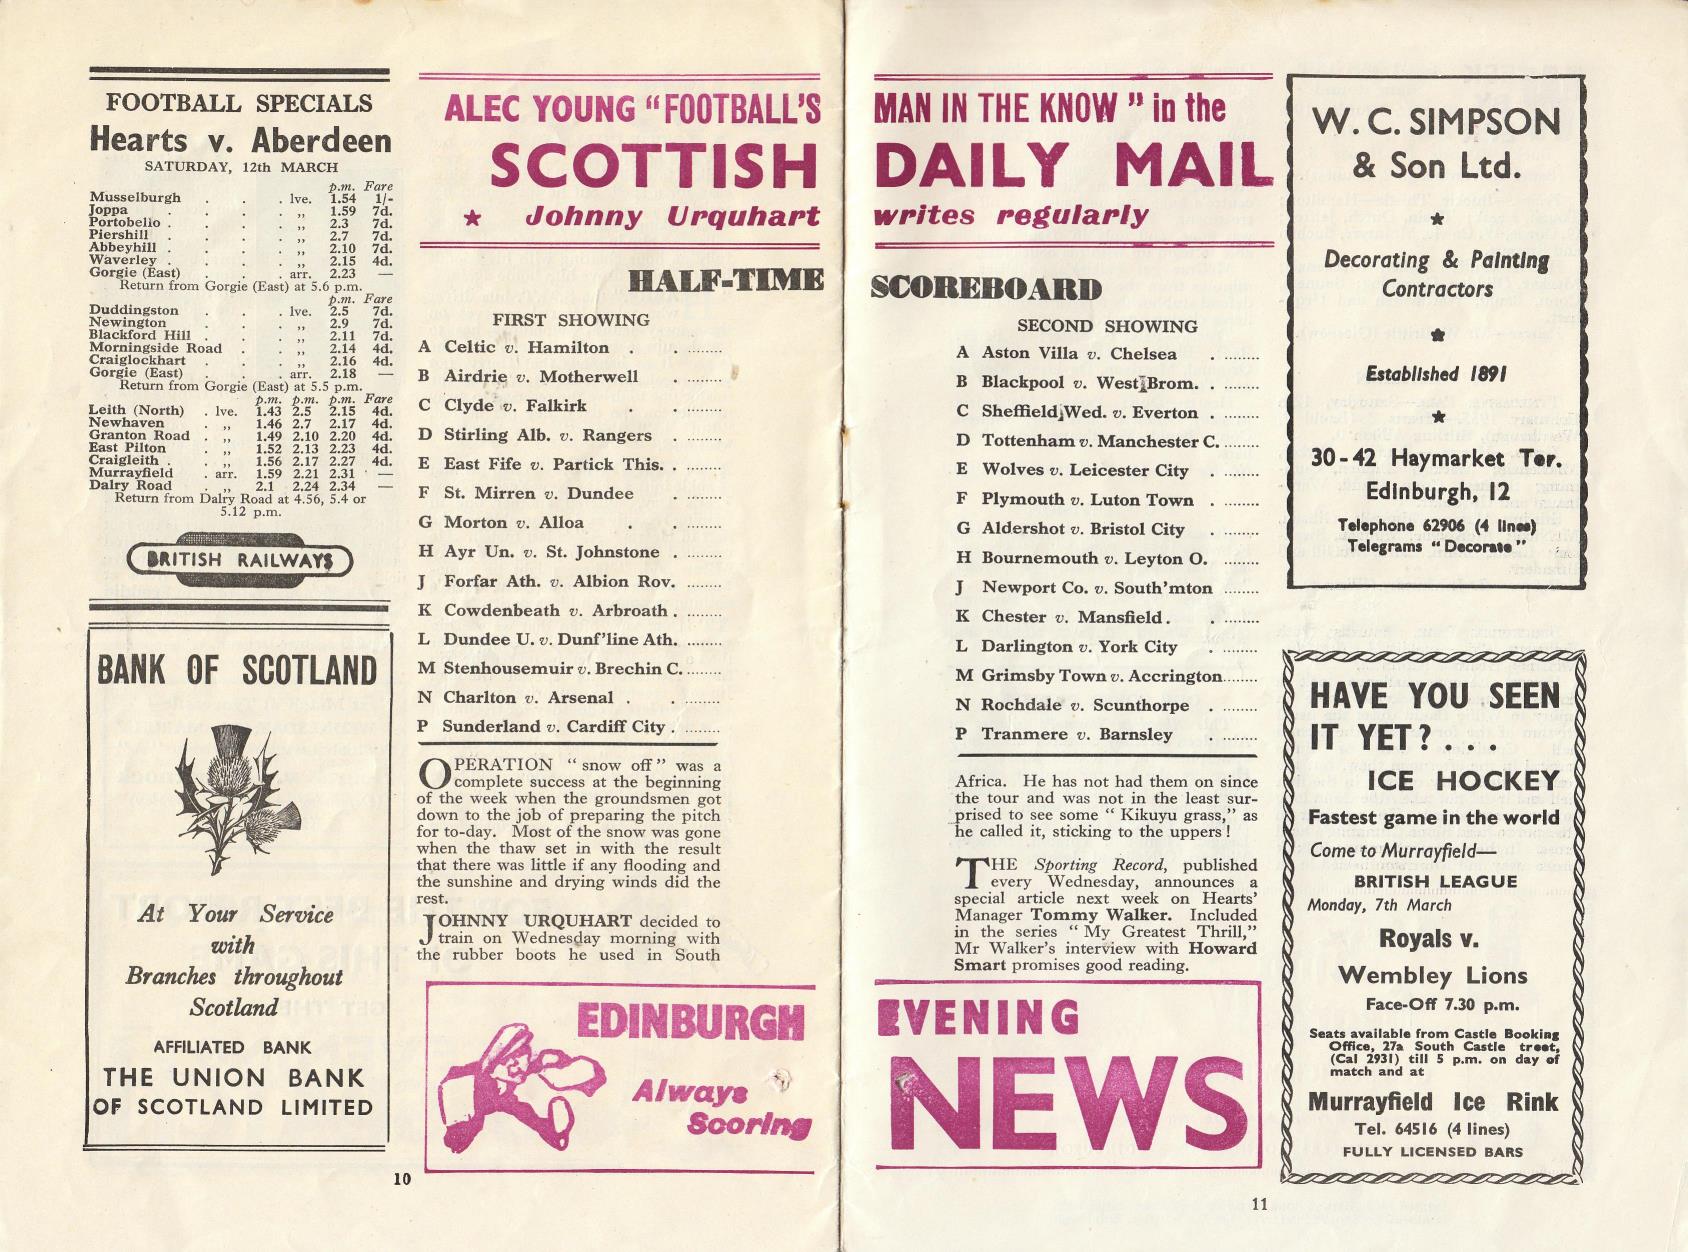 FOOTBALL SPECIALS
Hearts v. Aberdeen
SATURDAY, 12th MARCH
p.m. Fare
Musselburgh . . . lve. 1.54 1/-
Joppa . . . . ,, 1.59 7d.
Portobello . . . . ,, 2.3 7d.
Piershill . . . . ,, 2.7 7d.
Abbeyhill . . . . ,, 2.10 7d.
Waverley . . . . ,, 2.15 4d.
Gorgie (East) . . . arr. 2.23 —
Return from Gorgie (East) at 5.6 p.m.
p.m. Fare
Duddingston . . . lve. 2.5 7d.
Newington . . . ,, 2.9 7d.
Blackford Hill . . . ,, 2.11 7d.
Morningside Road . . ,, 2.14 4d.
Craiglockhart . . . ,, 2.16 4d.
Gorgie (East) . . . arr. 2.18 —
Return from Gorgie (East) at 5.5 p.m.
p.m. p.m. p.m. Fare
Leith (North) . lve. 1.43 2.5 2.15 4d.
Newhaven . ,, 1.46 2.7 2.17 4d.
Granton Road . ,, 1.49 2.10 2.20 4d.
East Pilton . ,, 1.52 2.13 2.23 4d.
Craigleith . . ,, 1.56 2.17 2.27 4d.
Murrayfield . arr. 1.59 2.21 2.31 —
Dalry Road . ,, 2.1 2.24 2.34 —
Return from Dalry Road at 4.56, 5.4 or
5.12 p.m.
BRITISH RAILWAYS
BANK OF SCOTLAND
At Your Service
with
Branches throughout
Scotland
AFFILIATED BANK
THE UNION BANK
OF SCOTLAND LIMITED
ALEC YOUNG "FOOTBALL'S
SCOTTISH
★ Johnny Urquhart
HALF-TIME
FIRST SHOWING
A Celtic v. Hamilton . . ........
B Airdrie v. Motherwell . ........
C Clyde v. Falkirk . . ........
D Stirling Alb. v. Rangers . ........
E East Fife v. Partick This. . ........
F St. Mirren v. Dundee . ........
G Morton v. Alloa . . ........
H Ayr Un. v. St. Johnstone . ........
J Forfar Ath. v. Albion Rov. ........
K Cowdenbeath v. Arbroath . ........
L Dundee U. v. Dunf'line Ath. ........
M Stenhousemuir v. Brechin C. ........
N Charlton v. Arsenal . . ........
P Sunderland v. Cardiff City . ........
OPERATION "snow off" was a
complete success at the beginning
of the week when the groundsmen got
down to the job of preparing the pitch
for to-day. Most of the snow was gone
when the thaw set in with the result
that there was little if any flooding and
the sunshine and drying winds did the
rest.
JOHNNY URQUHART decided to
train on Wednesday morning with
the rubber boots he used in South
EDINBURGH
Always
Scoring
10
MAN IN THE KNOW" in the
DAILY MAIL
writes regularly
SCOREBOARD
SECOND SHOWING
A Aston Villa v. Chelsea . ........
B Blackpool v. West Brom. . ........
C Sheffield Wed. v. Everton . ........
D Tottenham v. Manchester C. ........
E Wolves v. Leicester City . ........
F Plymouth v. Luton Town . ........
G Aldershot v. Bristol City . ........
H Bournemouth v. Leyton O. ........
J Newport Co. v. South'mton ........
K Chester v. Mansfield . . ........
L Darlington v. York City . ........
M Grimsby Town v. Accrington ........
N Rochdale v. Scunthorpe . ........
P Tranmere v. Barnsley . ........
Africa. He has not had them on since
the tour and was not in the least sur-
prised to see some "Kikuyu grass," as
he called it, sticking to the uppers!
THE Sporting Record, published
every Wednesday, announces a
special article next week on Hearts'
Manager Tommy Walker. Included
in the series "My Greatest Thrill,"
Mr Walker's interview with Howard
Smart promises good reading.
EVENING
NEWS
W. C. SIMPSON
& Son Ltd.
★
Decorating & Painting
Contractors
★
Established 1891
★
30-42 Haymarket Ter.
Edinburgh, 12
Telephone 62906 (4 lines)
Telegrams "Decorate"
HAVE YOU SEEN
IT YET? . . .
ICE HOCKEY
Fastest game in the world
Come to Murrayfield—
BRITISH LEAGUE
Monday, 7th March
Royals v.
Wembley Lions
Face-Off 7.30 p.m.
Seats available from Castle Booking
Office, 27a South Castle treet,
(Cal 2931) till 5 p.m. on day of
match and at
Murrayfield Ice Rink
Tel. 64516 (4 lines)
FULLY LICENSED BARS
11